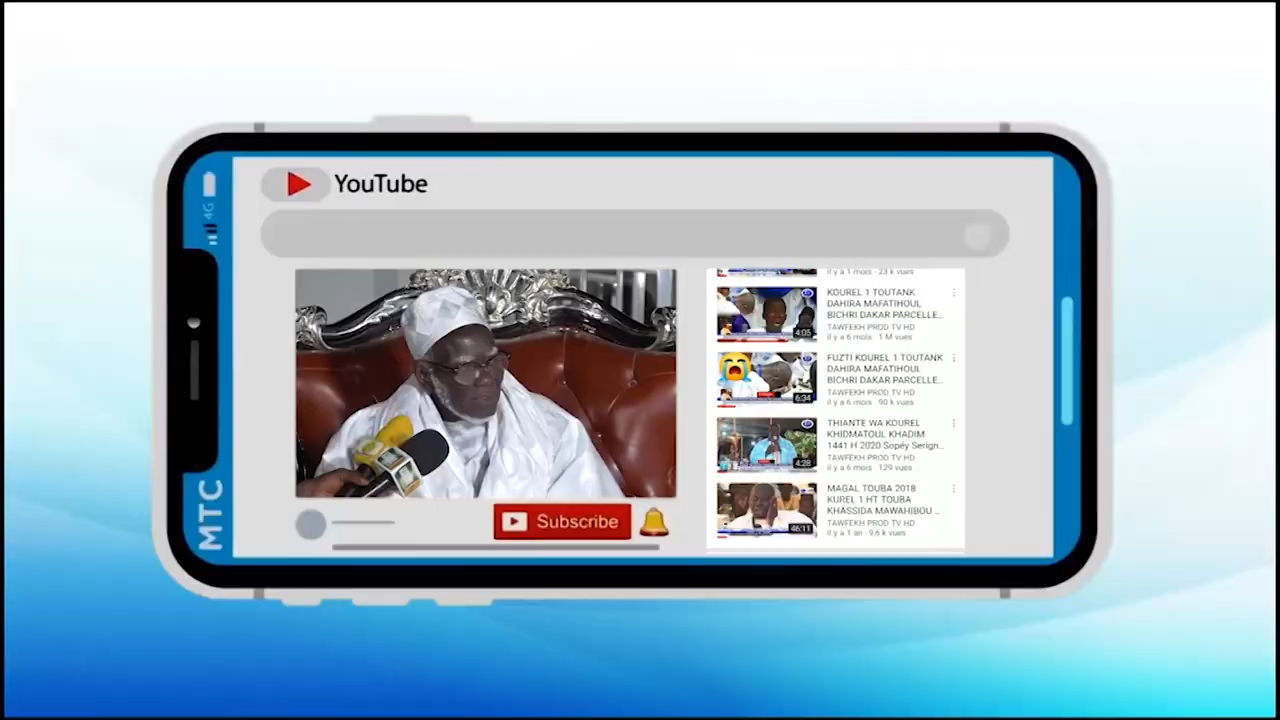 YouTube
4G
MTC
Subscribe
il y a 1 mois · 23 k vues
KOUREL 1 TOUTANK
DAHIRA MAFATIHOUL
BICHRI DAKAR PARCELLE...
TAWFEKH PROD TV HD
il y a 6 mois · 1 M vues
4:05
FUZTI KOUREL 1 TOUTANK
DAHIRA MAFATIHOUL
BICHRI DAKAR PARCELLE...
TAWFEKH PROD TV HD
il y a 6 mois · 90 k vues
6:34
THIANTE WA KOUREL
KHIDMATOUL KHADIM
1441 H 2020 Sopéy Serign...
TAWFEKH PROD TV HD
il y a 6 mois · 129 vues
4:28
MAGAL TOUBA 2018
KUREL 1 HT TOUBA
KHASSIDA MAWAHIBOU ...
TAWFEKH PROD TV HD
il y a 1 an · 9,6 k vues
46:11